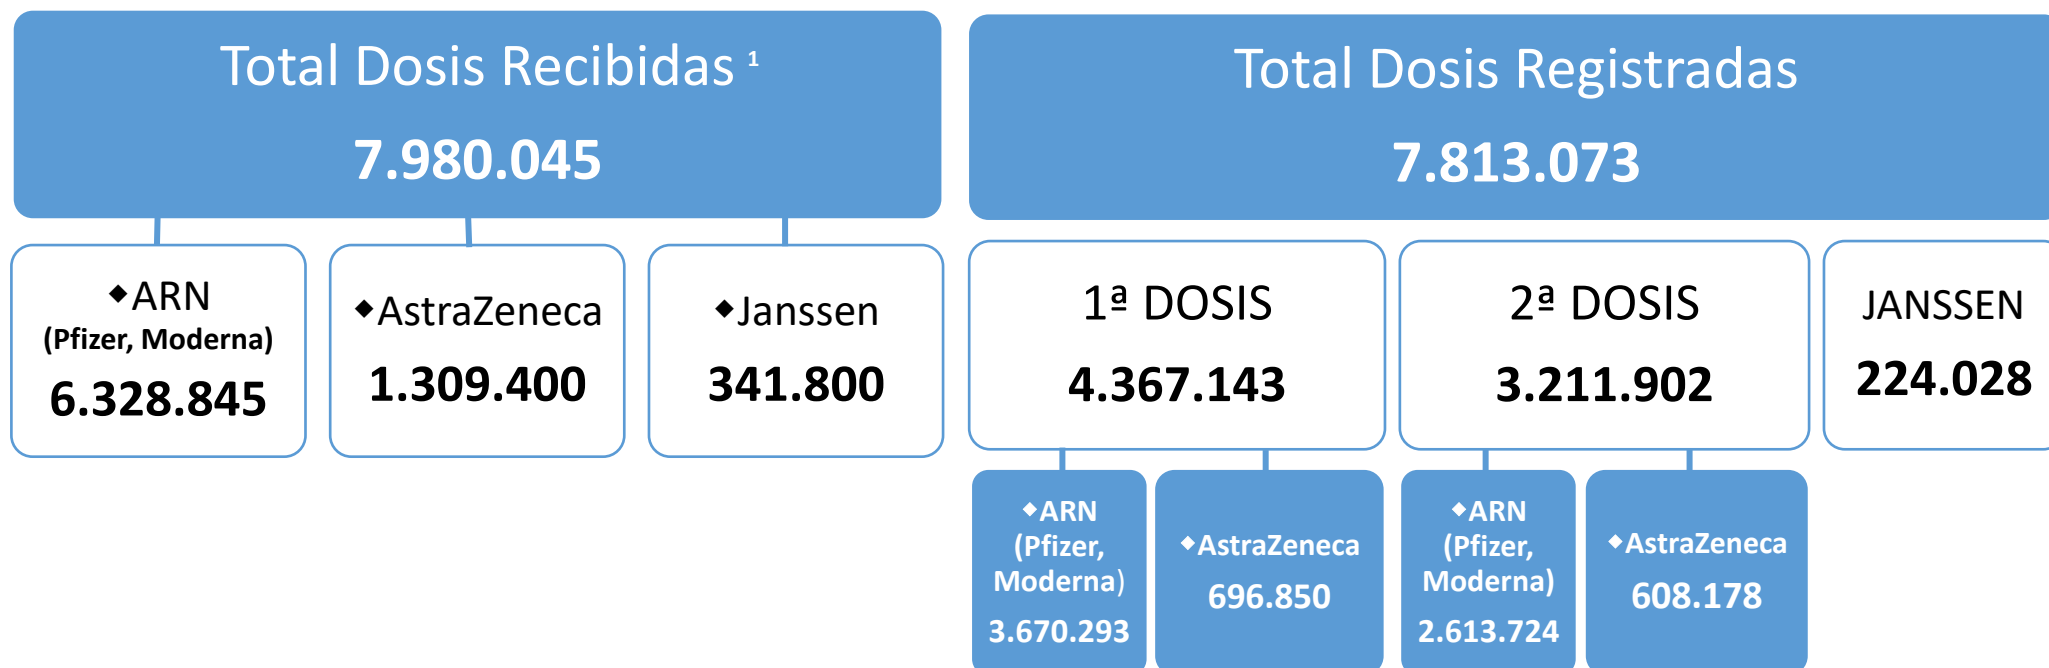 Total Dosis Recibidas ¹
7.980.045
◆ARN
(Pfizer, Moderna)
6.328.845
◆AstraZeneca
1.309.400
◆Janssen
341.800
Total Dosis Registradas
7.813.073
1ª DOSIS
4.367.143
◆ARN
(Pfizer,
Moderna)
3.670.293
◆AstraZeneca
696.850
2ª DOSIS
3.211.902
◆ARN
(Pfizer,
Moderna)
2.613.724
◆AstraZeneca
608.178
JANSSEN
224.028